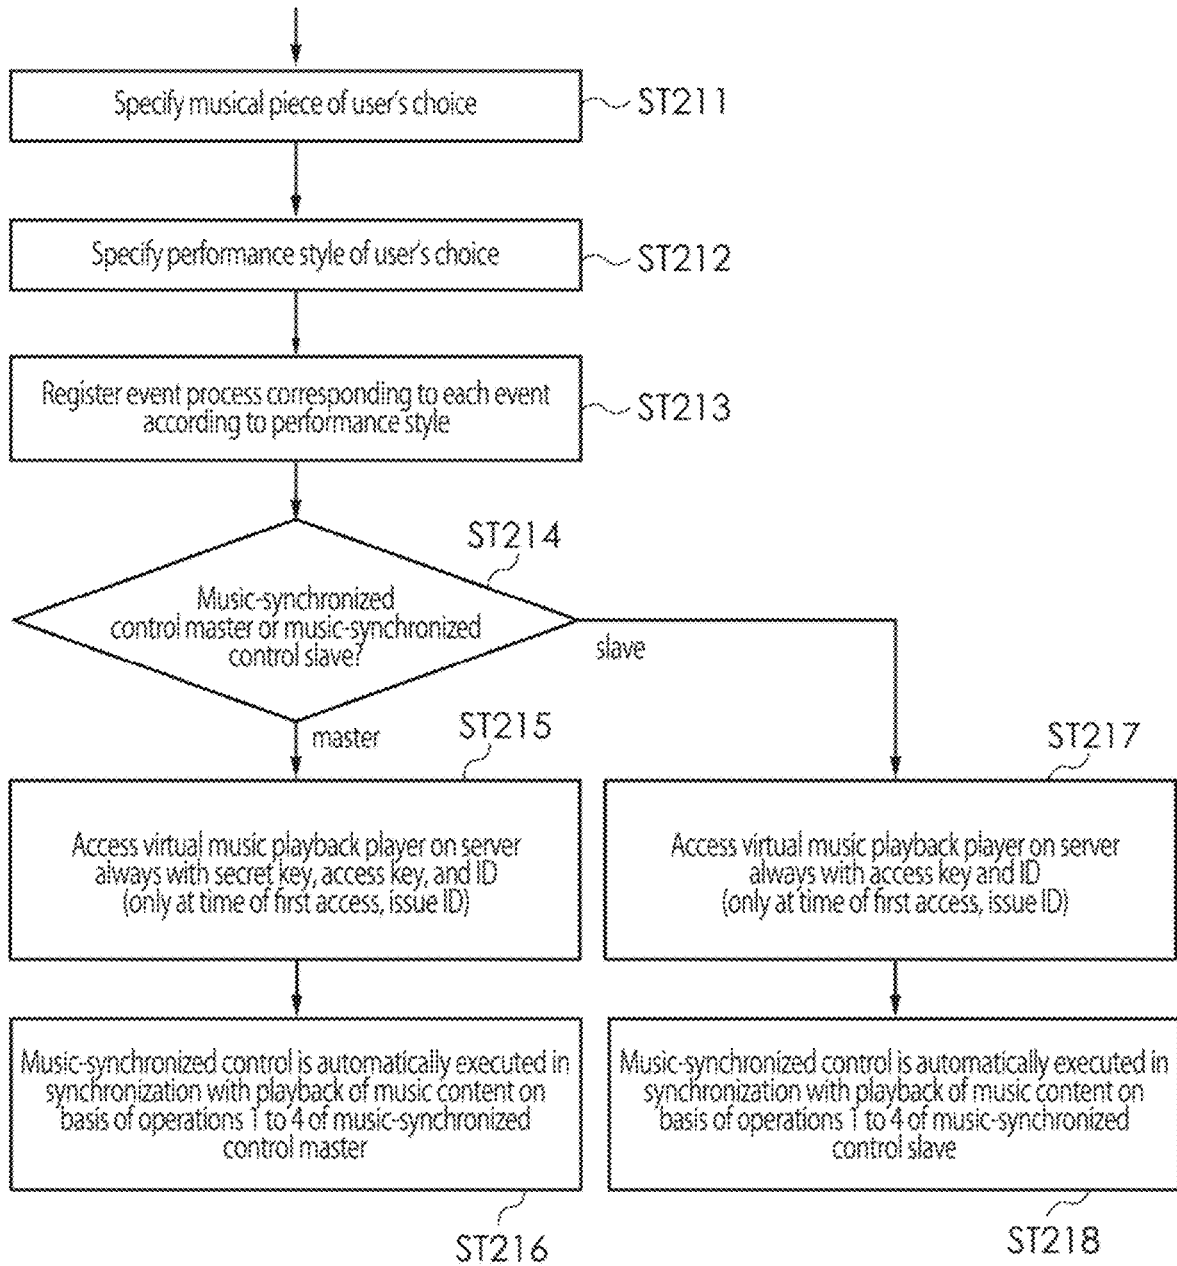 Specify musical piece of user's choice
ST211
Specify performance style of user's choice
ST212
Register event process corresponding to each event
according to performance style
ST213
ST214
Music-synchronized
control master or music-synchronized
control slave?
slave
master
ST215
Access virtual music playback player on server
always with secret key, access key, and ID
(only at time of first access, issue ID)
ST217
Access virtual music playback player on server
always with access key and ID
(only at time of first access, issue ID)
Music-synchronized control is automatically executed in
synchronization with playback of music content on
basis of operations 1 to 4 of music-synchronized
control master
ST216
Music-synchronized control is automatically executed in
synchronization with playback of music content on
basis of operations 1 to 4 of music-synchronized
control slave
ST218